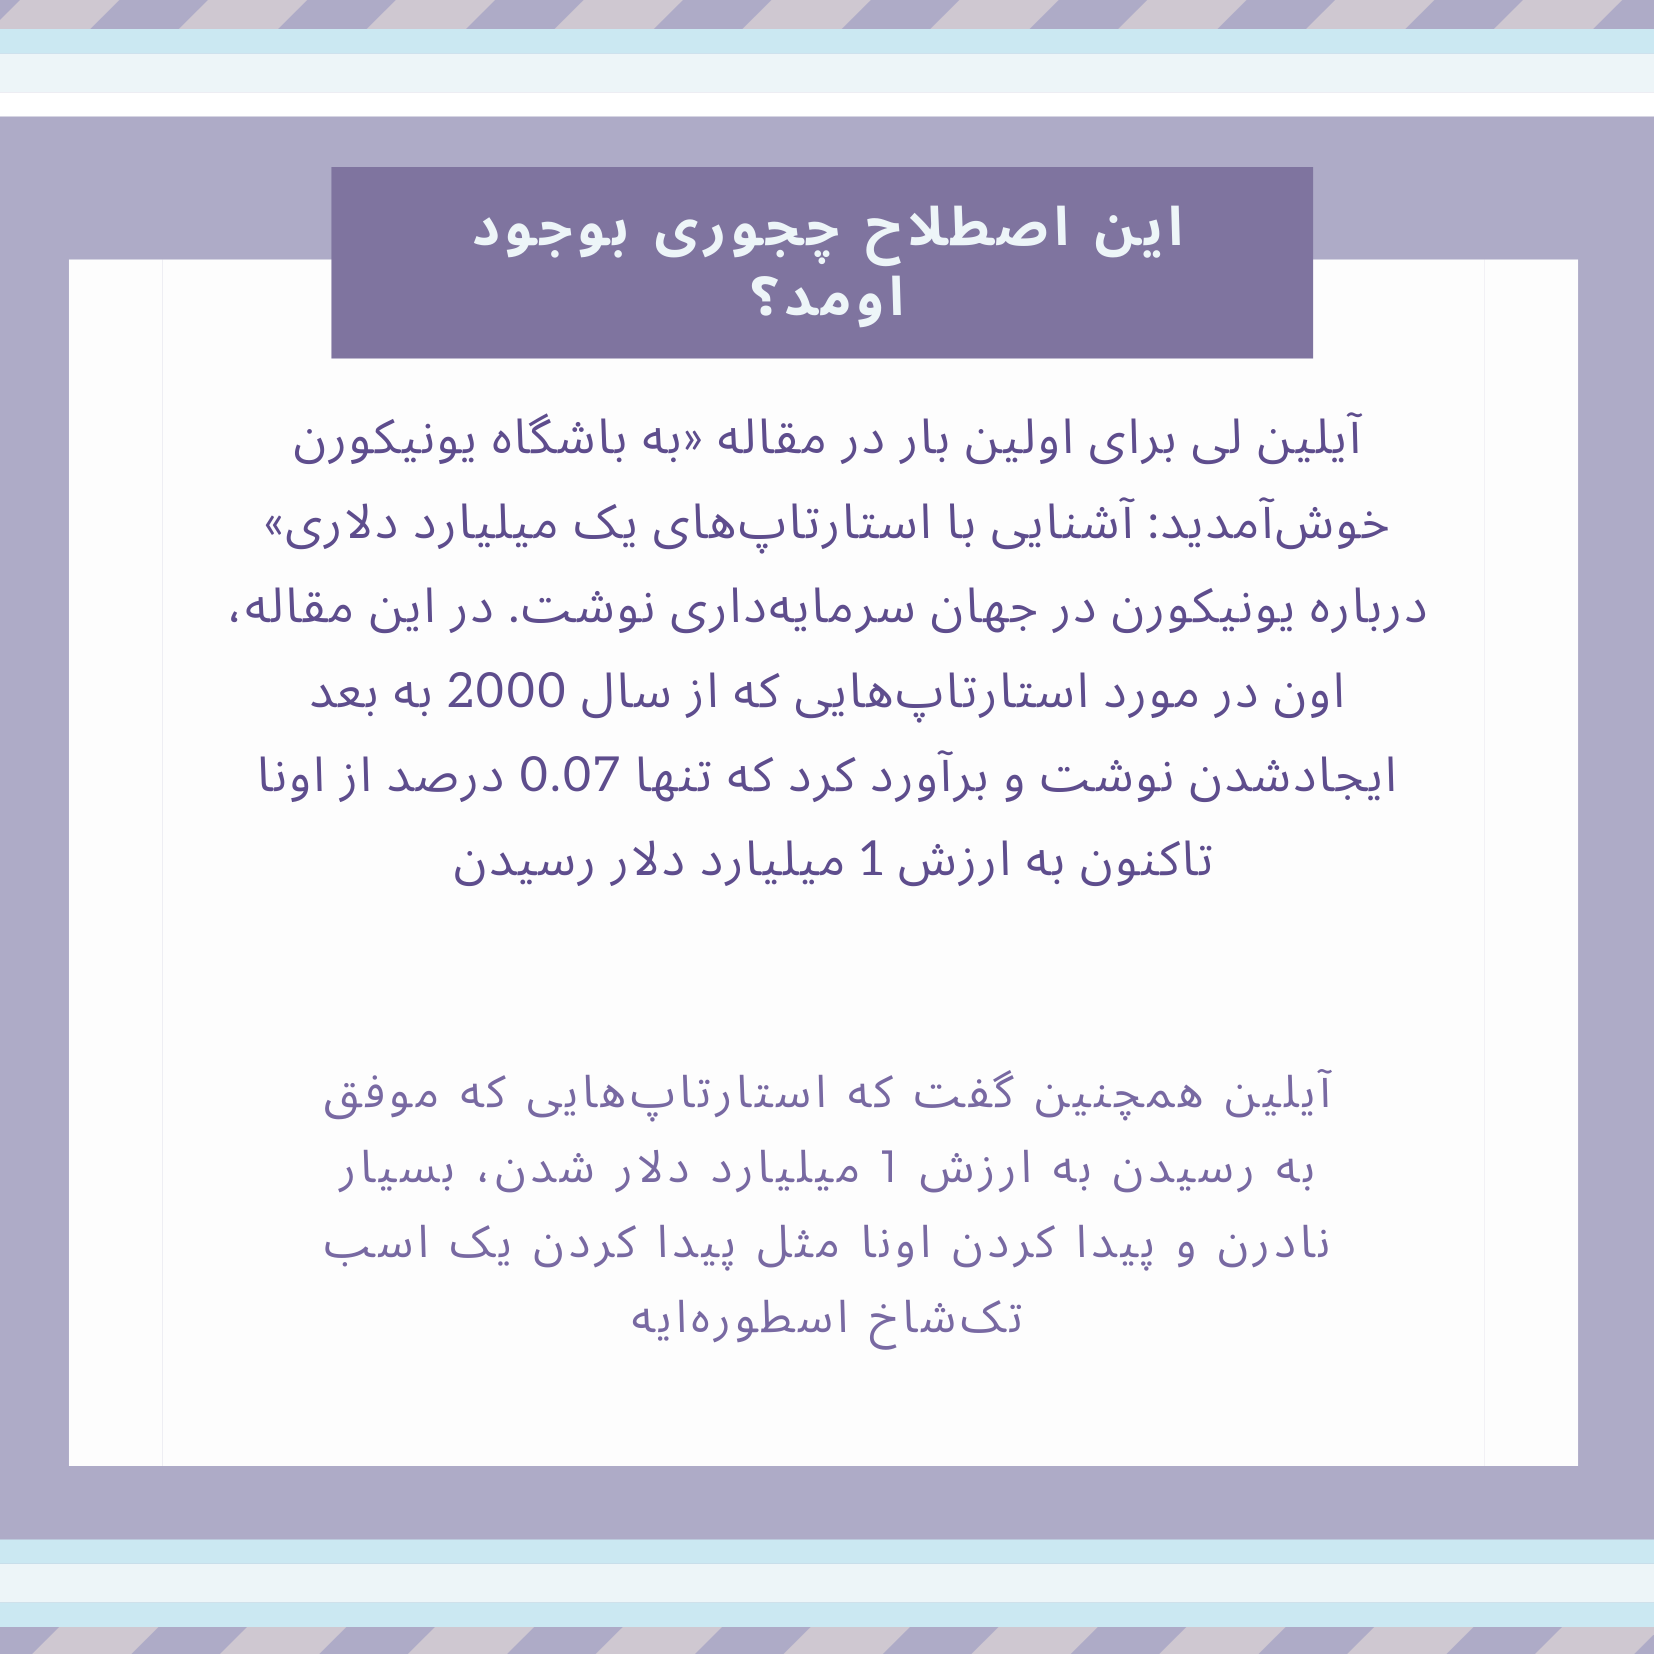 این اصطلاح چجوری بوجود
اومد؟
آیلین لی برای اولین بار در مقاله «به باشگاه یونیکورن
خوش‌آمدید: آشنایی با استارتاپ‌های یک میلیارد دلاری»
درباره یونیکورن در جهان سرمایه‌داری نوشت. در این مقاله،
اون در مورد استارتاپ‌هایی که از سال 2000 به بعد
ایجادشدن نوشت و برآورد کرد که تنها 0.07 درصد از اونا
تاکنون به ارزش 1 میلیارد دلار رسیدن
آیلین همچنین گفت که استارتاپ‌هایی که موفق
به رسیدن به ارزش 1 میلیارد دلار شدن، بسیار
نادرن و پیدا کردن اونا مثل پیدا کردن یک اسب
تک‌شاخ اسطوره‌ایه